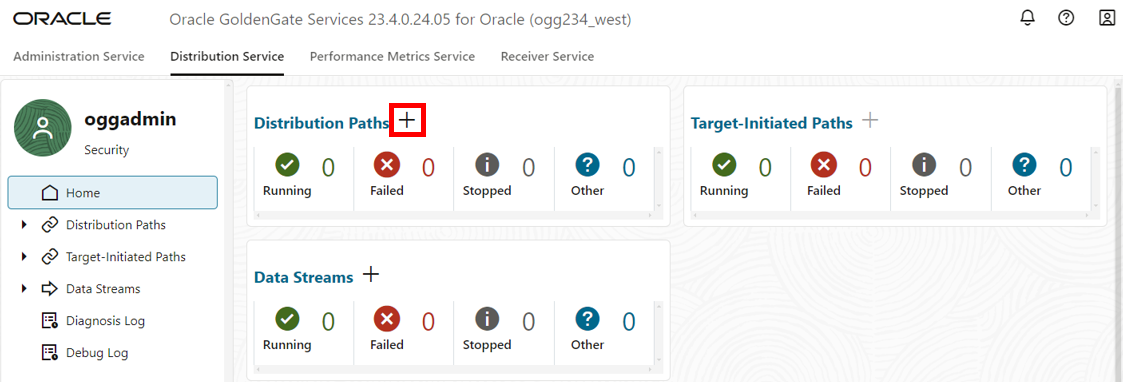 ORACLE Oracle GoldenGate Services 23.4.0.24.05 for Oracle (ogg234_west)
Administration Service Distribution Service Performance Metrics Service Receiver Service
oggadmin
Security
Home
Distribution Paths
Target-Initiated Paths
Data Streams
Diagnosis Log
Debug Log
Distribution Paths +
0 0 0 0
Running Failed Stopped Other
Target-Initiated Paths +
0 0 0 0
Running Failed Stopped Other
Data Streams +
0 0 0 0
Running Failed Stopped Other